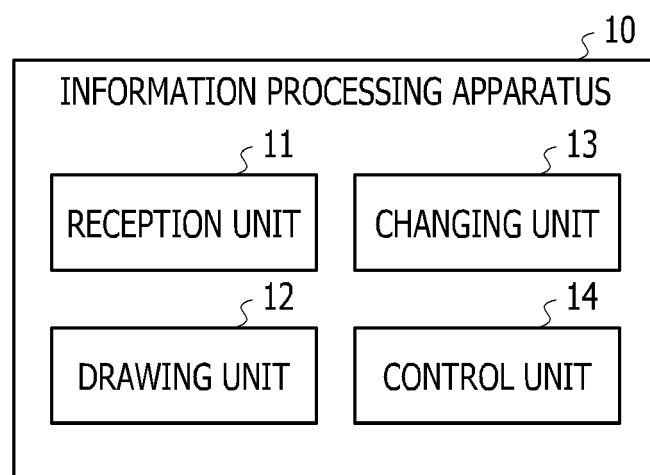 10
INFORMATION PROCESSING APPARATUS
11
RECEPTION UNIT
13
CHANGING UNIT
12
DRAWING UNIT
14
CONTROL UNIT